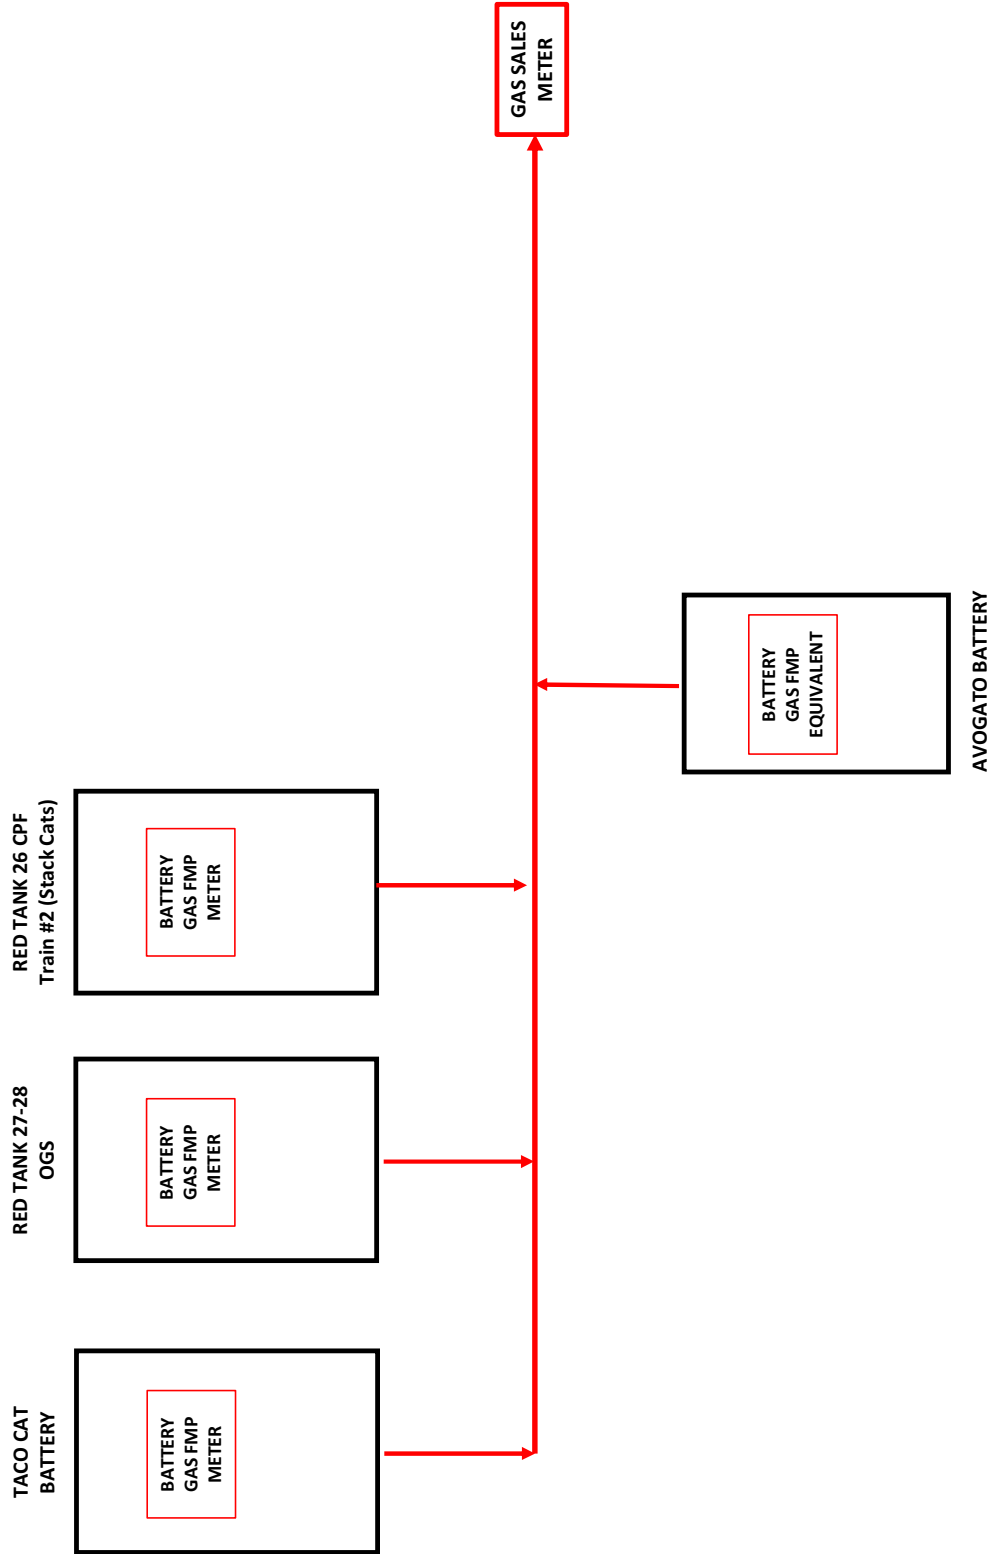 TACO CAT
BATTERY
BATTERY
GAS FMP
METER
RED TANK 27-28
OGS
BATTERY
GAS FMP
METER
RED TANK 26 CPF
Train #2 (Stack Cats)
BATTERY
GAS FMP
METER
GAS SALES
METER
BATTERY
GAS FMP
EQUIVALENT
AVOGATO BATTERY